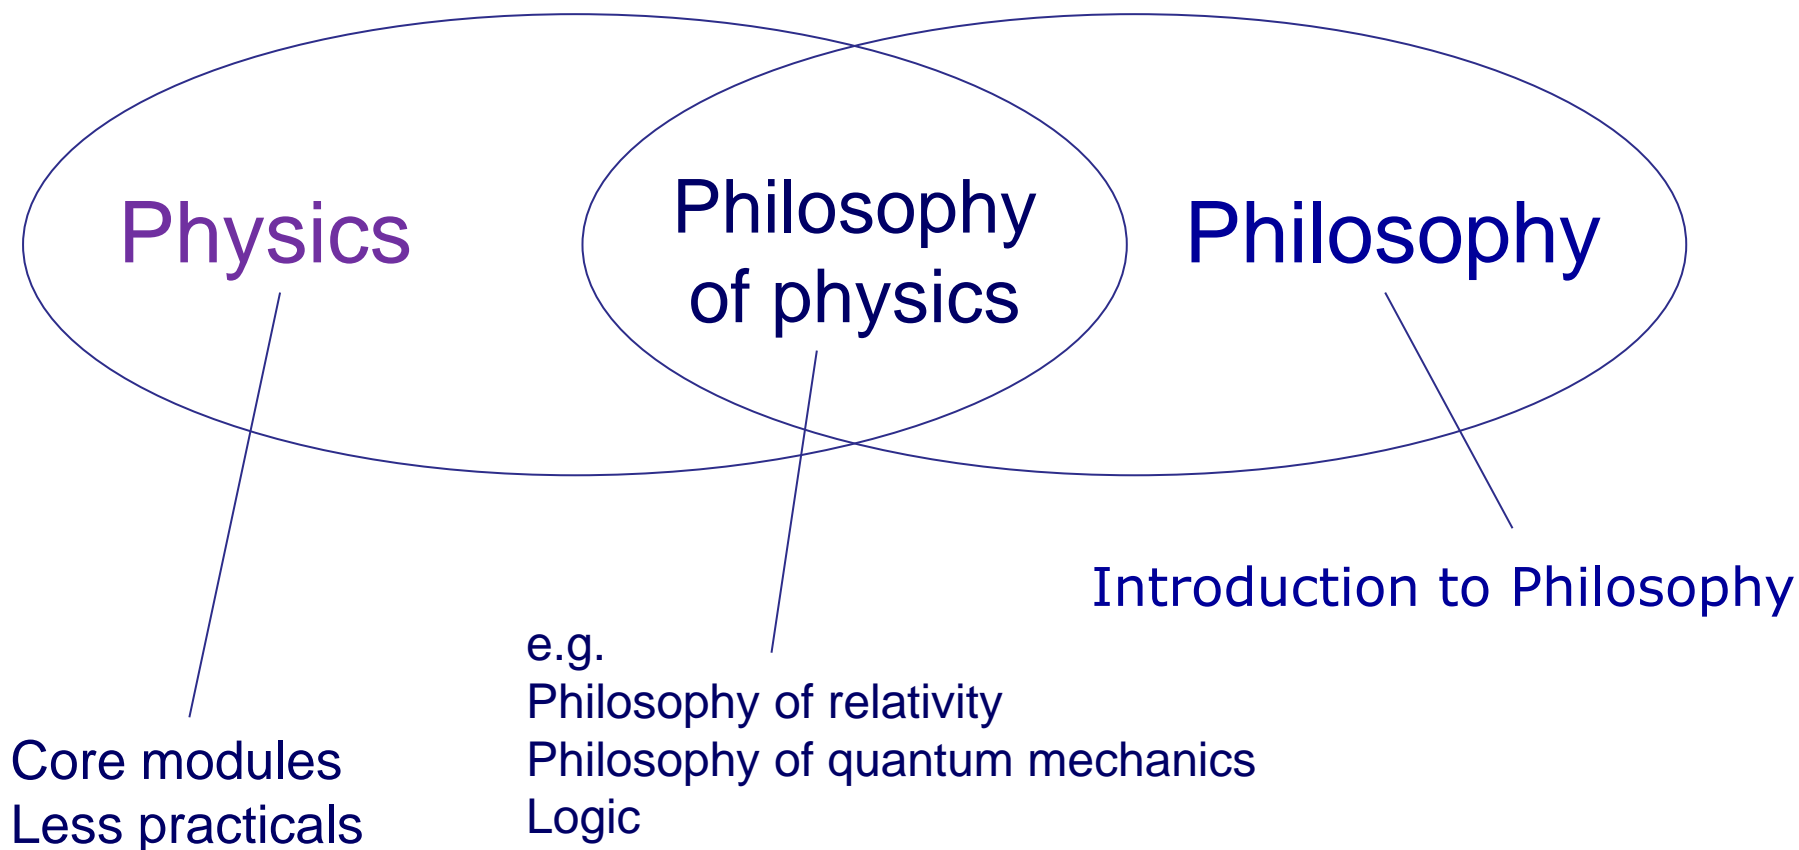 Physics
Philosophy
of physics
Philosophy
Introduction to Philosophy
e.g.
Philosophy of relativity
Philosophy of quantum mechanics
Logic
Core modules
Less practicals